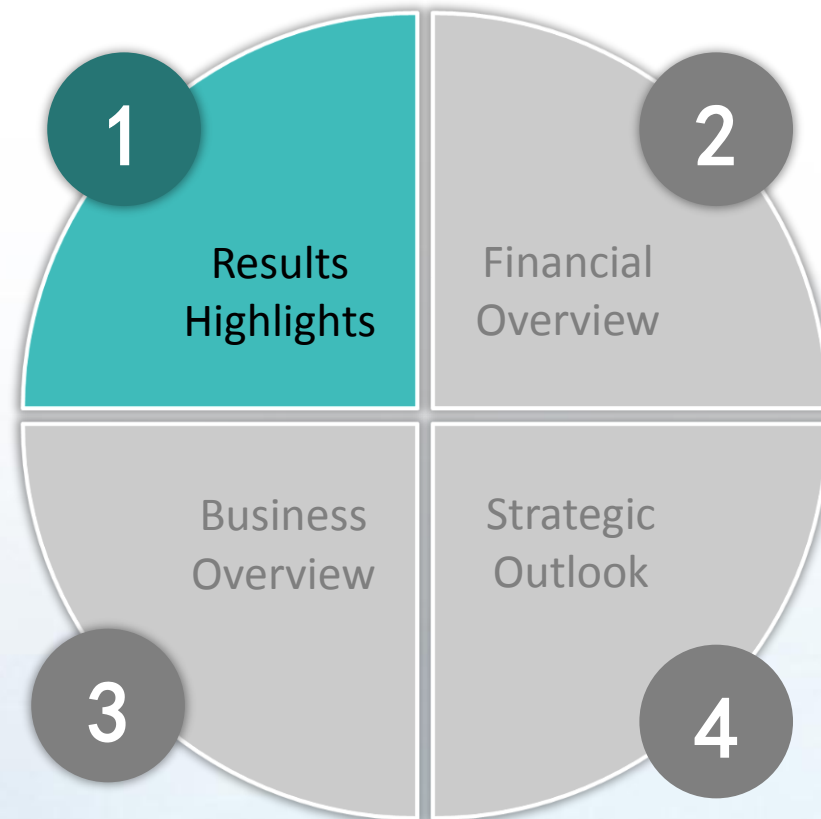 1
Results
Highlights
2
Financial
Overview
3
Business
Overview
4
Strategic
Outlook